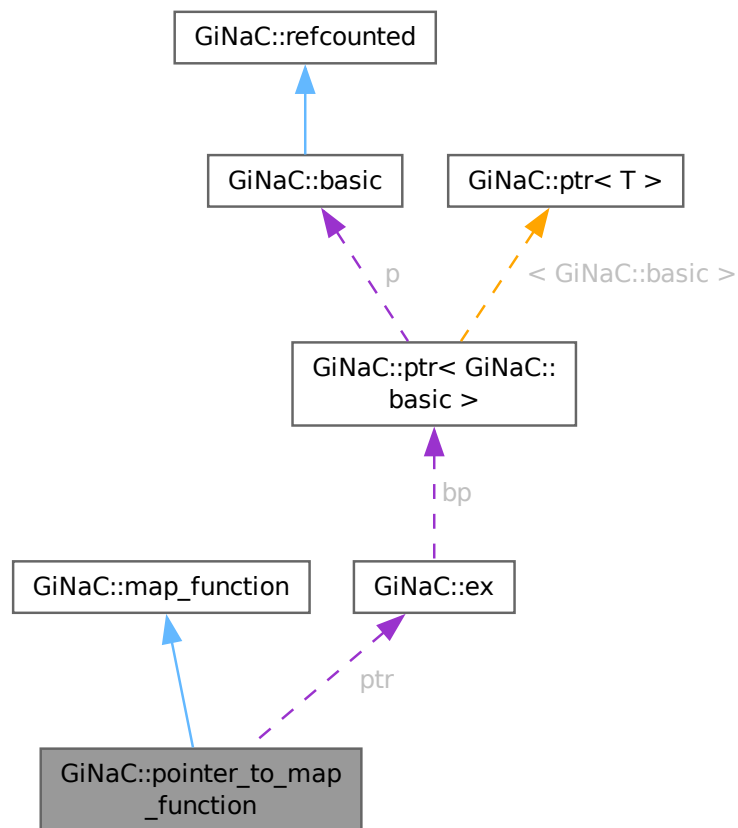 GiNaC::refcounted
GiNaC::basic
GiNaC::ptr< T >
p
< GiNaC::basic >
GiNaC::ptr< GiNaC::
basic >
bp
GiNaC::map_function
GiNaC::ex
ptr
GiNaC::pointer_to_map
_function